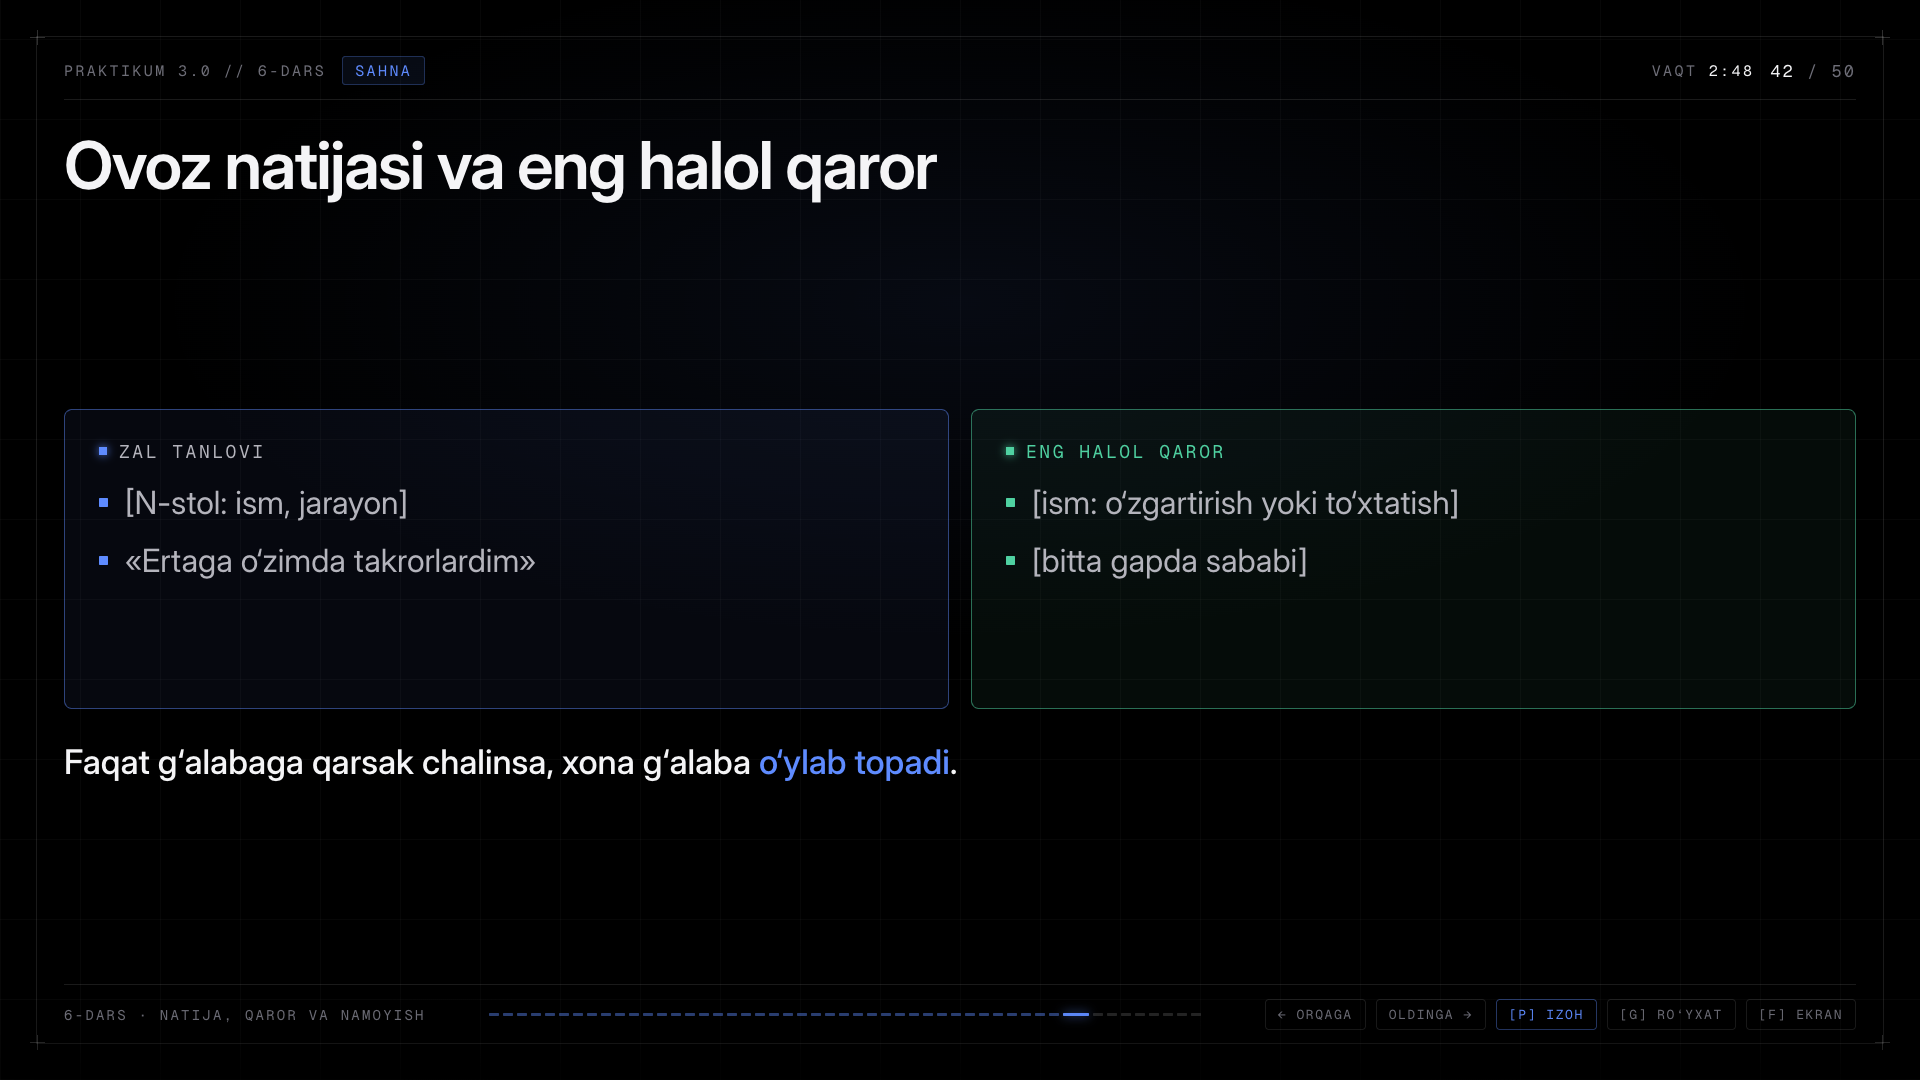 PRAKTIKUM 3.0 // 6-DARS SAHNA VAQT 2:48 42 / 50
Ovoz natijasi va eng halol qaror
ZAL TANLOVI
[N-stol: ism, jarayon]
«Ertaga o‘zimda takrorlardim»
ENG HALOL QAROR
[ism: o‘zgartirish yoki to‘xtatish]
[bitta gapda sababi]
Faqat g‘alabaga qarsak chalinsa, xona g‘alaba o‘ylab topadi.
6-DARS · NATIJA, QAROR VA NAMOYISH ← ORQAGA OLDINGA → [P] IZOH [G] RO‘YXAT [F] EKRAN